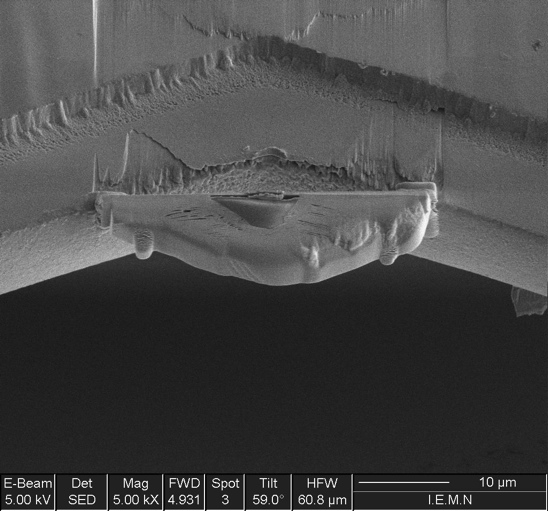 E-Beam Det Mag FWD Spot Tilt HFW 10 µm
5.00 kV SED 5.00 kX 4.931 3 59.0° 60.8 µm I.E.M.N